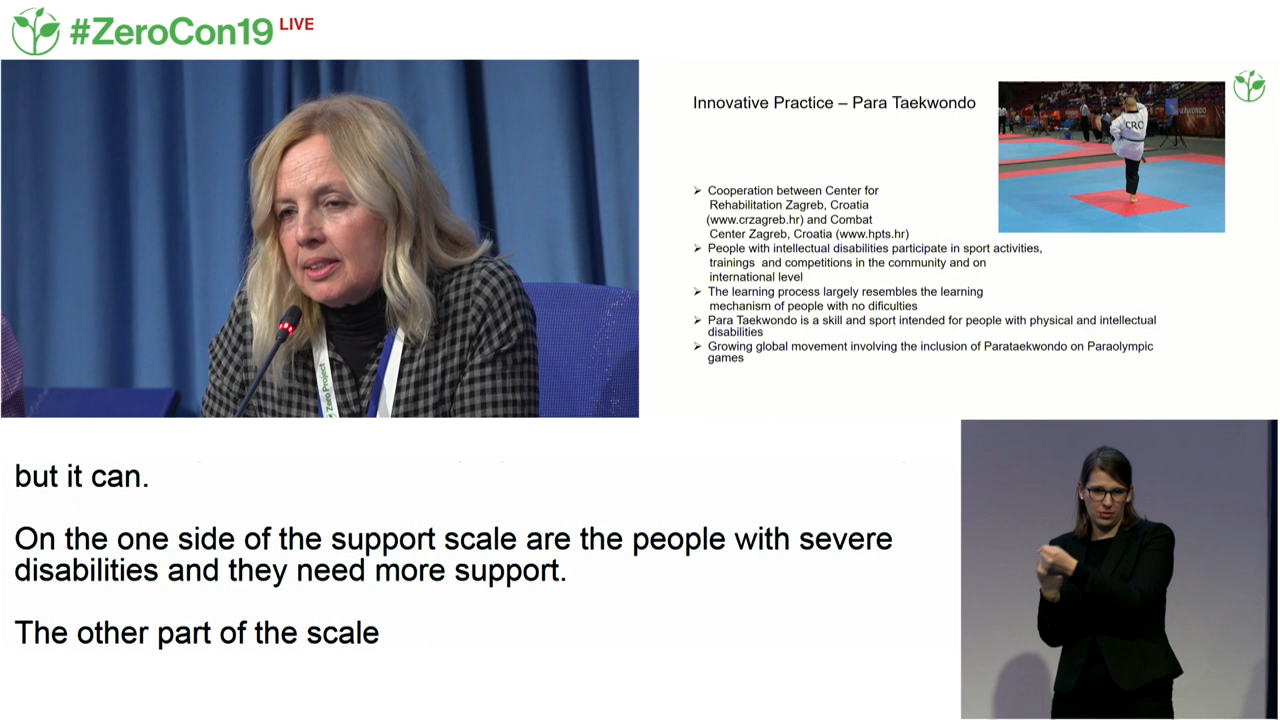 #ZeroCon19 LIVE
Innovative Practice – Para Taekwondo
CRO
➢ Cooperation between Center for
Rehabilitation Zagreb, Croatia
(www.crzagreb.hr) and Combat
Center Zagreb, Croatia (www.hpts.hr)
➢ People with intellectual disabilities participate in sport activities,
trainings and competitions in the community and on
international level
➢ The learning process largely resembles the learning
mechanism of people with no dificulties
➢ Para Taekwondo is a skill and sport intended for people with physical and intellectual
disabilities
➢ Growing global movement involving the inclusion of Parataekwondo on Paraolympic
games
Zero Project
but it can.
On the one side of the support scale are the people with severe
disabilities and they need more support.
The other part of the scale